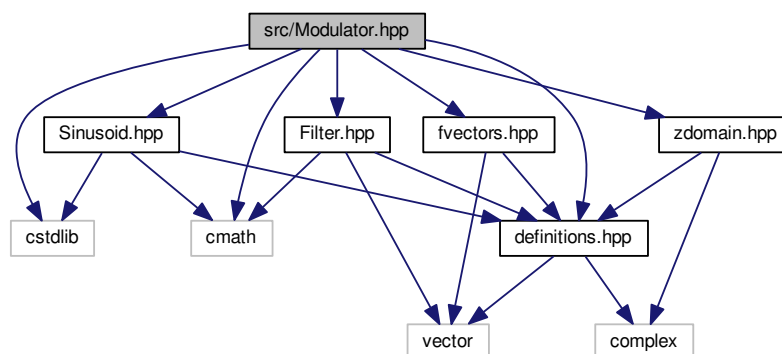 src/Modulator.hpp
Sinusoid.hpp
Filter.hpp
fvectors.hpp
zdomain.hpp
cstdlib
cmath
definitions.hpp
vector
complex